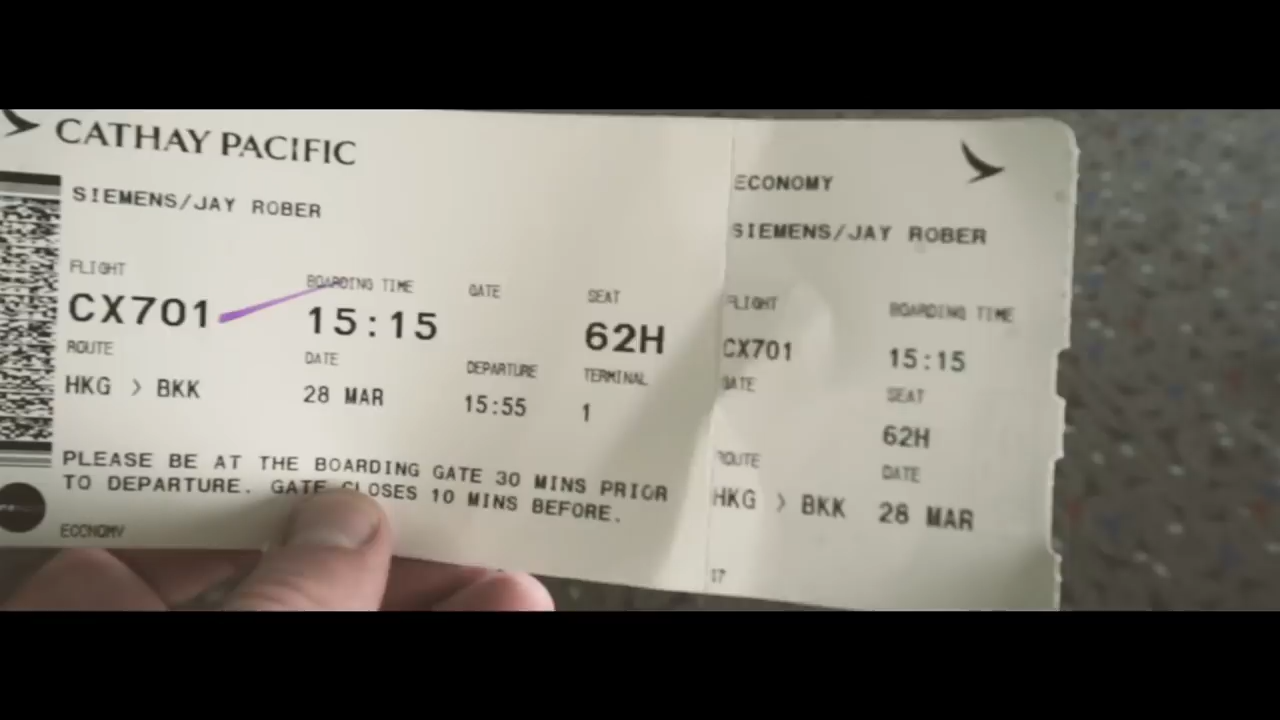 CATHAY PACIFIC
SIEMENS/JAY ROBER
FLIGHT BOARDING TIME GATE SEAT
CX701 15:15 62H
ROUTE DATE DEPARTURE TERMINAL
HKG > BKK 28 MAR 15:55 1
PLEASE BE AT THE BOARDING GATE 30 MINS PRIOR
TO DEPARTURE. GATE CLOSES 10 MINS BEFORE.
ECONOMY
ECONOMY
SIEMENS/JAY ROBER
FLIGHT BOARDING TIME
CX701 15:15
GATE SEAT
62H
ROUTE DATE
HKG > BKK 28 MAR